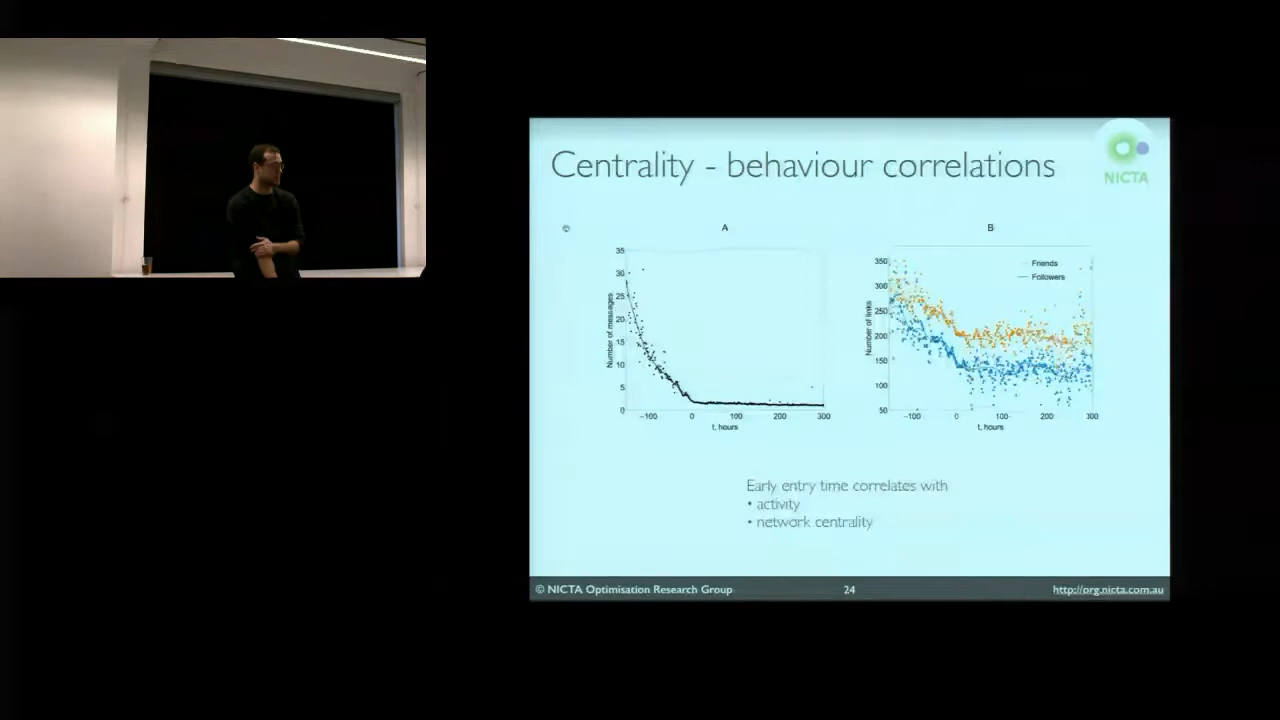 Centrality - behaviour correlations
NICTA
©
A
35
30
25
20
15
10
5
0
Number of messages
−100
0
100
200
300
t, hours
B
350
300
250
200
150
100
50
Number of links
Friends
Followers
−100
0
100
200
300
t, hours
Early entry time correlates with
• activity
• network centrality
© NICTA Optimisation Research Group
24
http://org.nicta.com.au